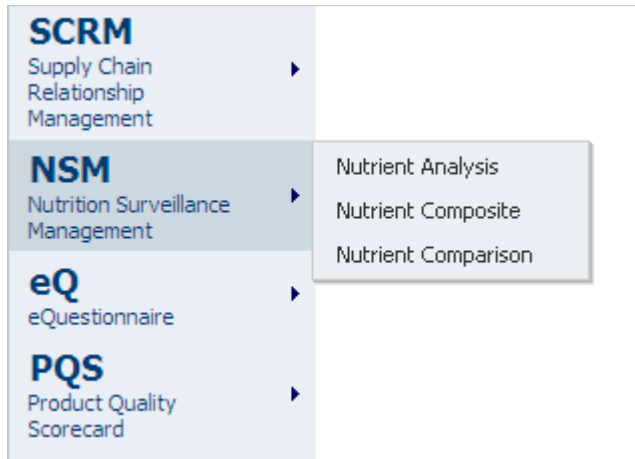 SCRM
Supply Chain
Relationship
Management
NSM
Nutrition Surveillance
Management
Nutrient Analysis
Nutrient Composite
Nutrient Comparison
eQ
eQuestionnaire
PQS
Product Quality
Scorecard